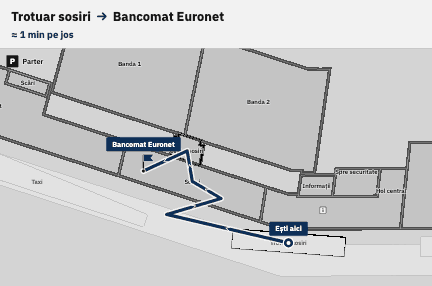 Trotuar sosiri → Bancomat Euronet
≈ 1 min pe jos
P Parter
Banda 1
Scări
Banda 2
Bancomat Euronet
Spre securitate
Informații
Hol central
Taxi
Ești aici